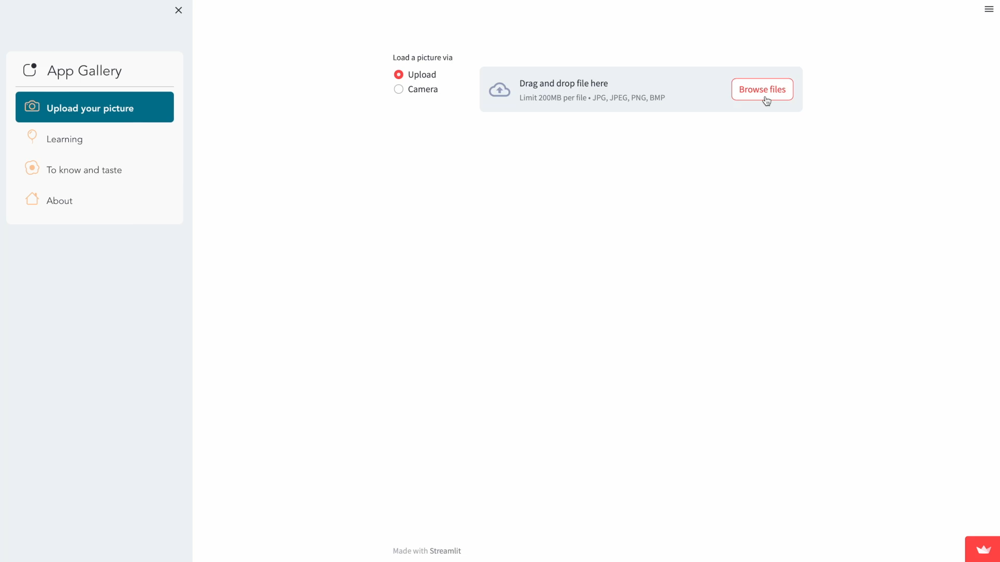 App Gallery
Upload your picture
Learning
To know and taste
About
Load a picture via
Upload
Camera
Drag and drop file here
Limit 200MB per file • JPG, JPEG, PNG, BMP
Browse files
Made with Streamlit